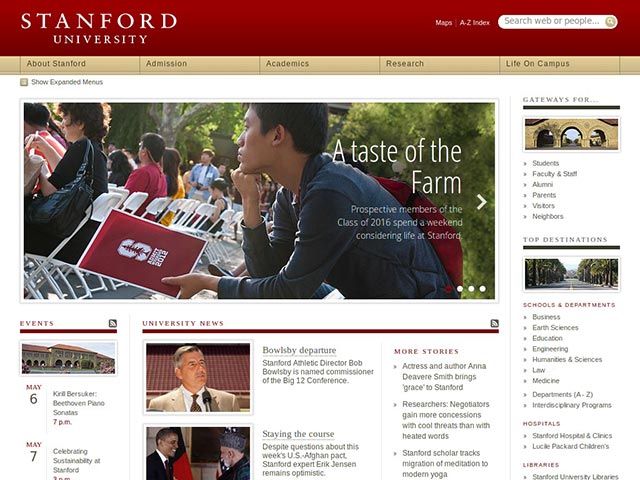 STANFORD
UNIVERSITY
Maps | A-Z Index
Search web or people...
About Stanford
Admission
Academics
Research
Life On Campus
Show Expanded Menus
A taste of the
Farm
Prospective members of the
Class of 2016 spend a weekend
considering life at Stanford.
EVENTS
MAY
6
Kirill Bersuker:
Beethoven Piano
Sonatas
7 p.m.
MAY
7
Celebrating
Sustainability at
Stanford
3 p.m.
UNIVERSITY NEWS
Bowlsby departure
Stanford Athletic Director Bob
Bowlsby is named commissioner
of the Big 12 Conference.
Staying the course
Despite questions about this
week's U.S.-Afghan pact,
Stanford expert Erik Jensen
remains optimistic.
MORE STORIES
Actress and author Anna
Deavere Smith brings
'grace' to Stanford
Researchers: Negotiators
gain more concessions
with cool threats than with
heated words
Stanford scholar tracks
migration of meditation to
modern yoga
GATEWAYS FOR...
» Students
» Faculty & Staff
» Alumni
» Parents
» Visitors
» Neighbors
TOP DESTINATIONS
SCHOOLS & DEPARTMENTS
» Business
» Earth Sciences
» Education
» Engineering
» Humanities & Sciences
» Law
» Medicine
» Departments (A - Z)
» Interdisciplinary Programs
HOSPITALS
» Stanford Hospital & Clinics
» Lucile Packard Children's
LIBRARIES
» Stanford University Libraries